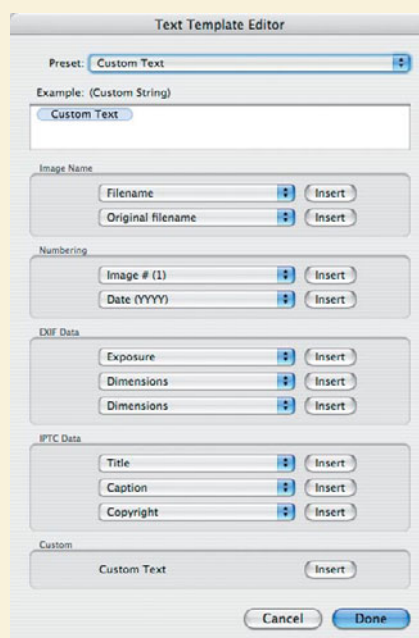 Text Template Editor
Preset: Custom Text
Example: (Custom String)
Custom Text
Image Name
Filename Insert
Original filename Insert
Numbering
Image # (1) Insert
Date (YYYY) Insert
EXIF Data
Exposure Insert
Dimensions Insert
Dimensions Insert
IPTC Data
Title Insert
Caption Insert
Copyright Insert
Custom
Custom Text Insert
Cancel Done